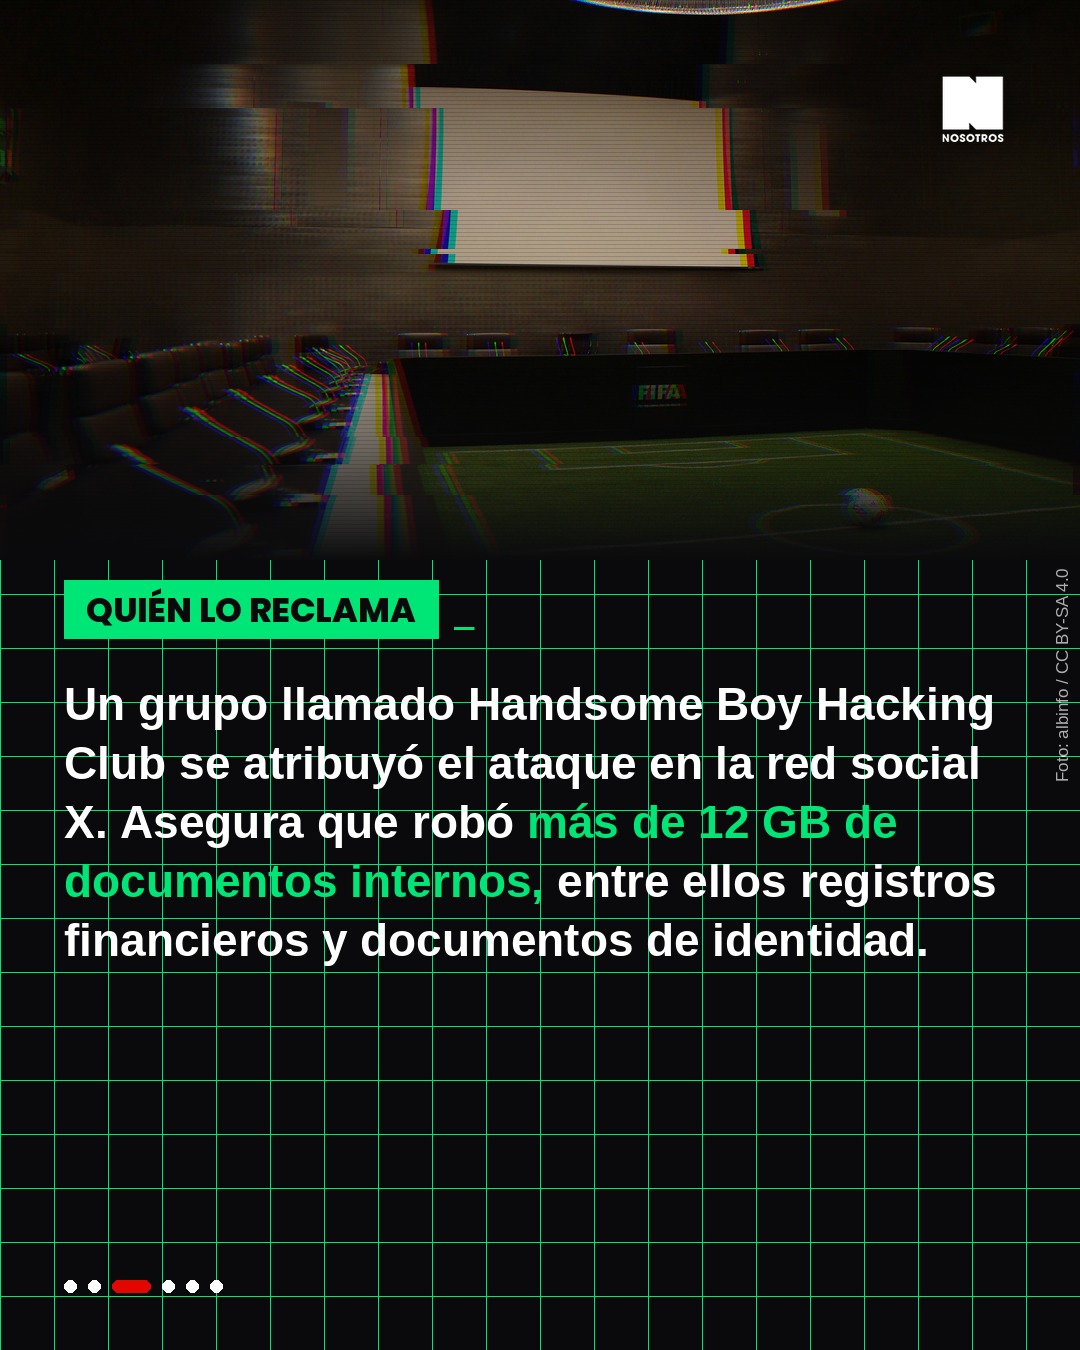 NOSOTROS
FIFA
QUIÉN LO RECLAMA _
Un grupo llamado Handsome Boy Hacking
Club se atribuyó el ataque en la red social
X. Asegura que robó más de 12 GB de
documentos internos, entre ellos registros
financieros y documentos de identidad.
Foto: albinfo / CC BY-SA 4.0